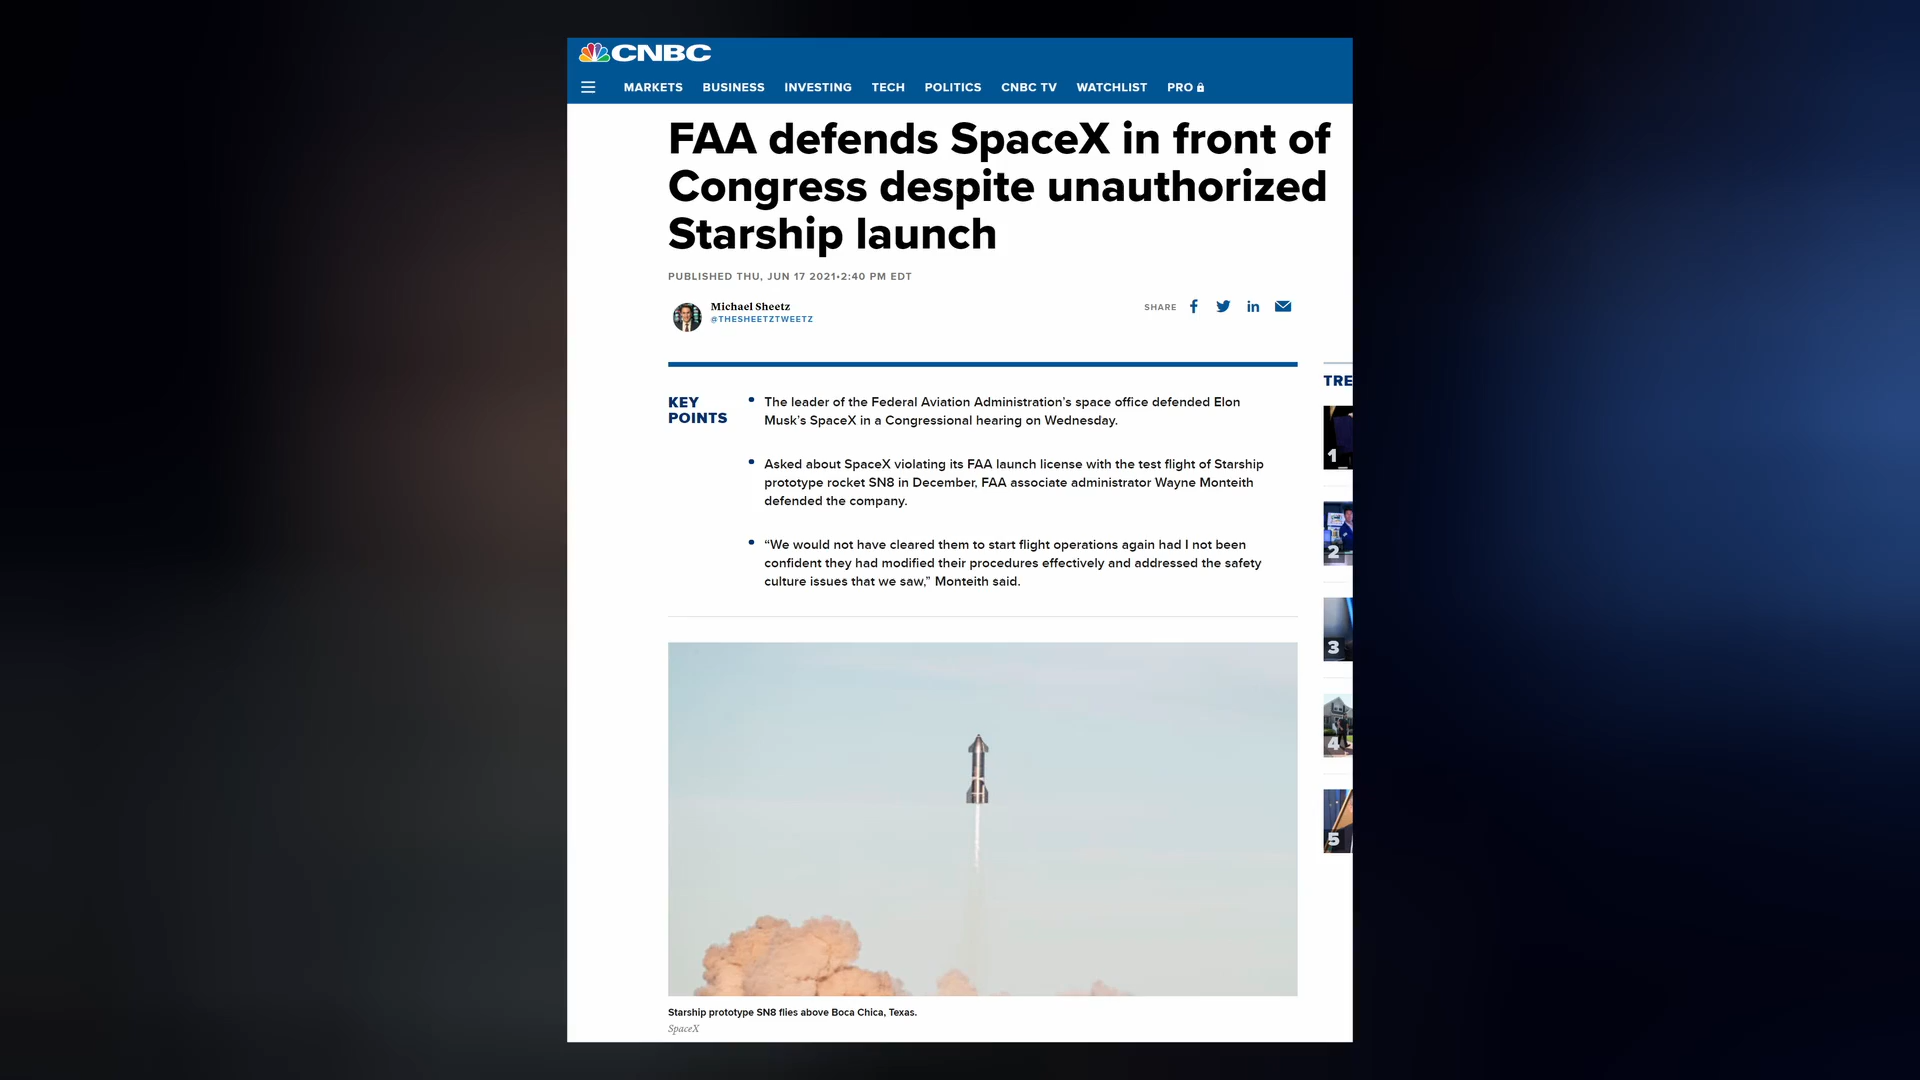 CNBC
MARKETS BUSINESS INVESTING TECH POLITICS CNBC TV WATCHLIST PRO
FAA defends SpaceX in front of
Congress despite unauthorized
Starship launch
PUBLISHED THU, JUN 17 2021•2:40 PM EDT
Michael Sheetz
@THESHEETZTWEETZ
SHARE
KEY
POINTS
• The leader of the Federal Aviation Administration’s space office defended Elon
Musk’s SpaceX in a Congressional hearing on Wednesday.
• Asked about SpaceX violating its FAA launch license with the test flight of Starship
prototype rocket SN8 in December, FAA associate administrator Wayne Monteith
defended the company.
• “We would not have cleared them to start flight operations again had I not been
confident they had modified their procedures effectively and addressed the safety
culture issues that we saw,” Monteith said.
TRE
1
2
3
4
5
Starship prototype SN8 flies above Boca Chica, Texas.
SpaceX